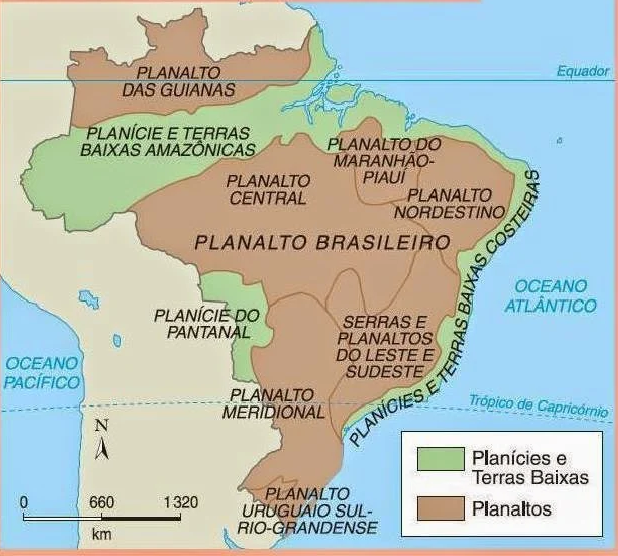 PLANALTO
DAS GUIANAS
Equador
PLANÍCIE E TERRAS
BAIXAS AMAZÔNICAS
PLANALTO DO
MARANHÃO-
PIAUÍ
PLANALTO
CENTRAL
PLANALTO
NORDESTINO
PLANALTO BRASILEIRO
PLANÍCIES E TERRAS BAIXAS COSTEIRAS
OCEANO
ATLÂNTICO
PLANÍCIE DO
PANTANAL
SERRAS E
PLANALTOS
DO LESTE E
SUDESTE
OCEANO
PACÍFICO
PLANALTO
MERIDIONAL
Trópico de Capricórnio
N
Planícies e
Terras Baixas
Planaltos
0 660 1 320
km
PLANALTO
URUGUAIO SUL-
RIO-GRANDENSE